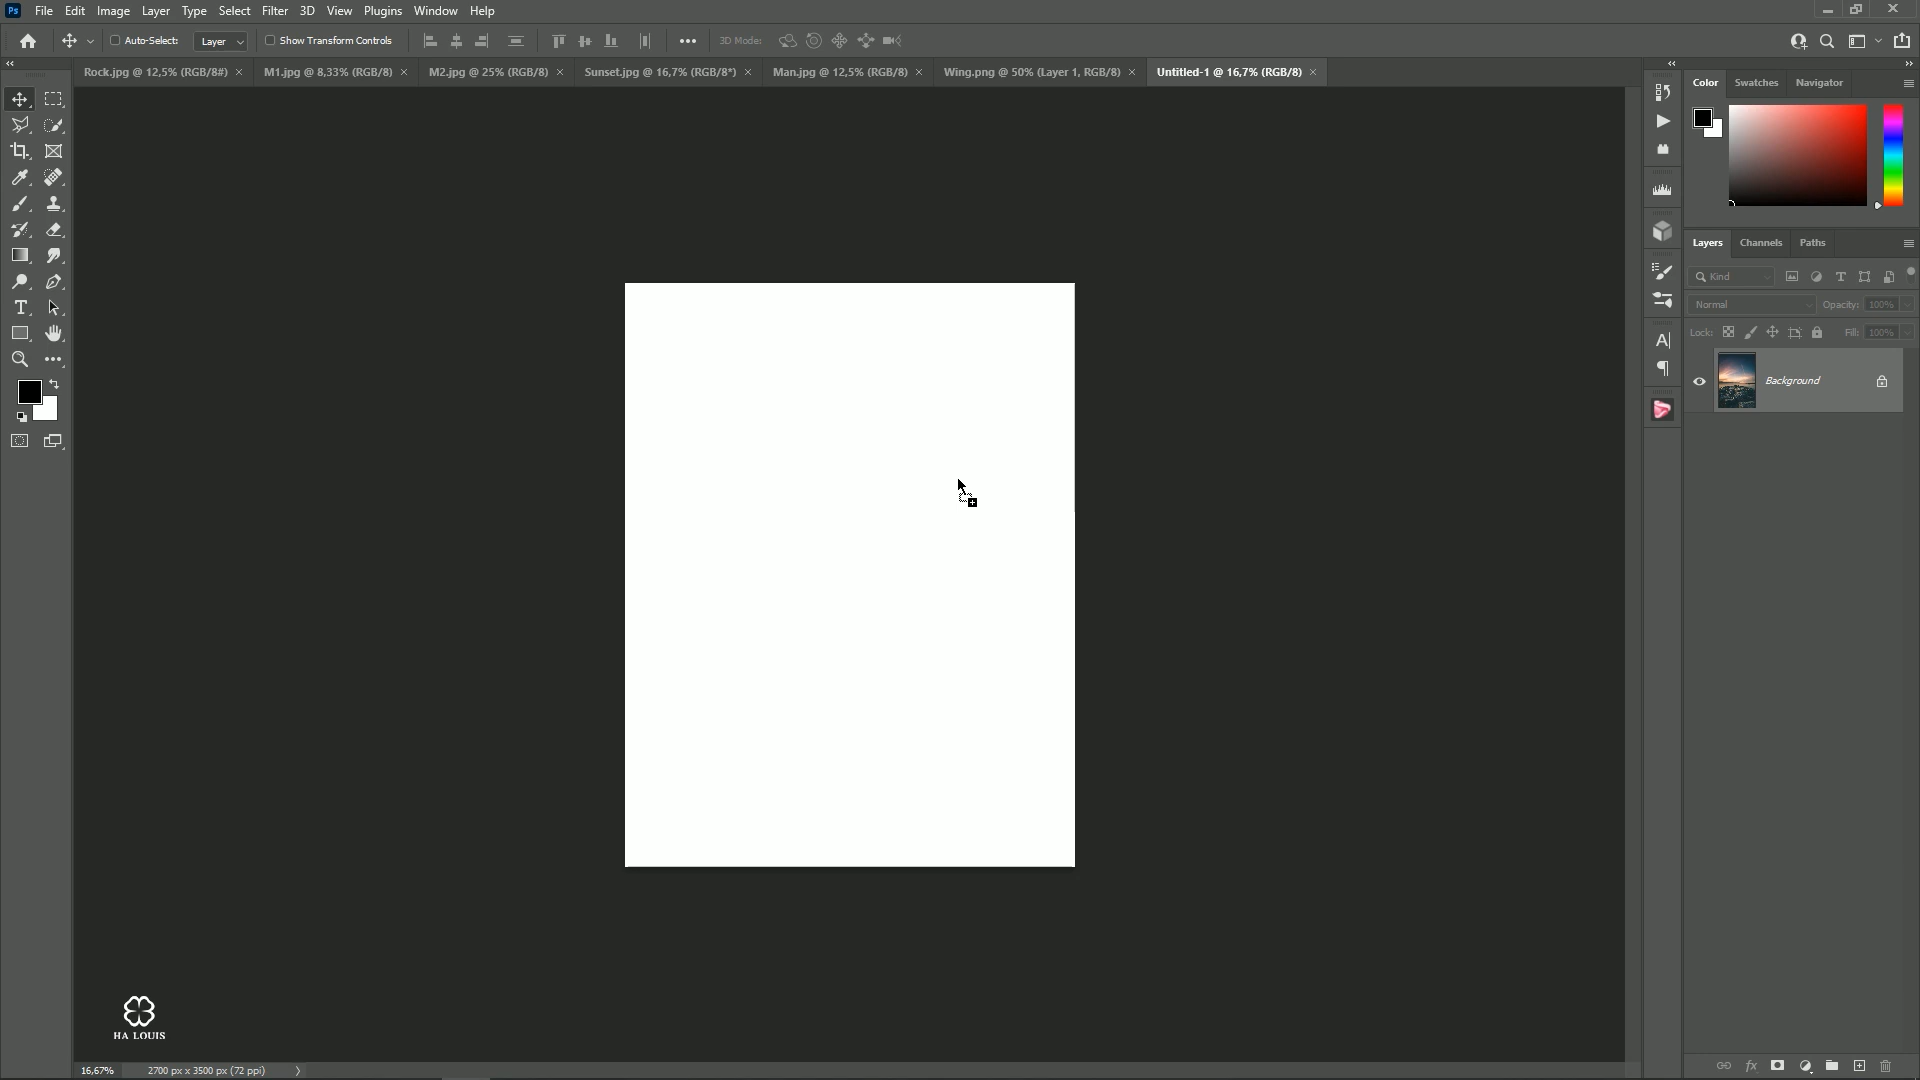 Ps File Edit Image Layer Type Select Filter 3D View Plugins Window Help
Auto-Select: Layer Show Transform Controls 3D Mode:
Rock.jpg @ 12,5% (RGB/8#) M1.jpg @ 8,33% (RGB/8) M2.jpg @ 25% (RGB/8) Sunset.jpg @ 16,7% (RGB/8*) Man.jpg @ 12,5% (RGB/8) Wing.png @ 50% (Layer 1, RGB/8) Untitled-1 @ 16,7% (RGB/8)
Color Swatches Navigator
Layers Channels Paths
Kind
Normal Opacity: 100%
Lock: Fill: 100%
Background
HA LOUIS
16,67% 2700 px x 3500 px (72 ppi)